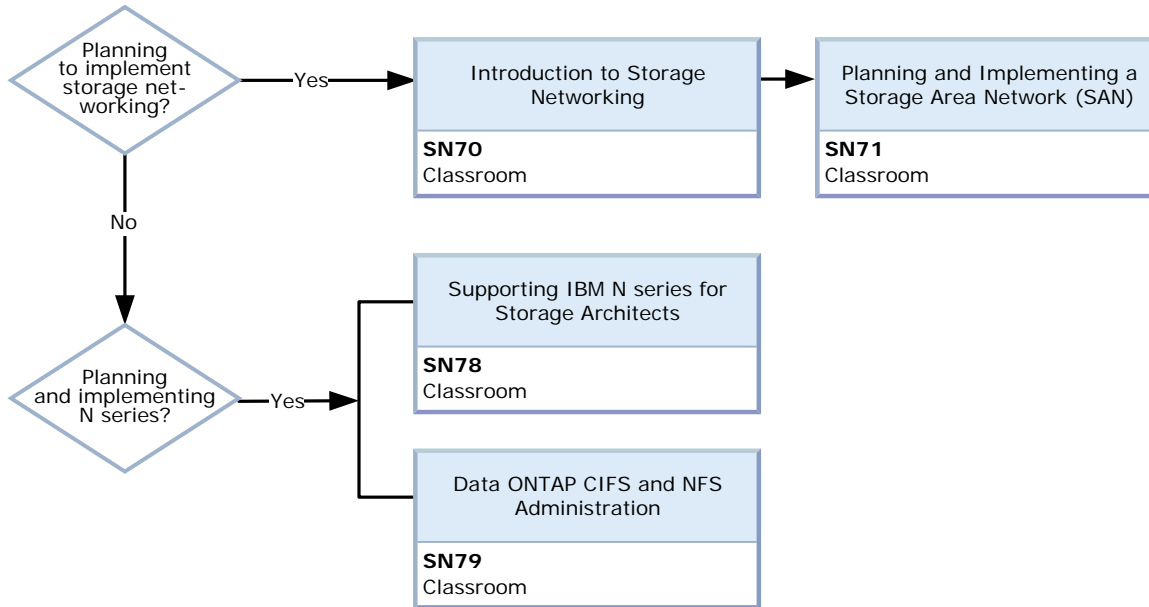 Planning
to implement
storage net-
working?
Yes
Introduction to Storage
Networking
SN70
Classroom
Planning and Implementing a
Storage Area Network (SAN)
SN71
Classroom
No
Planning
and implementing
N series?
Yes
Supporting IBM N series for
Storage Architects
SN78
Classroom
Data ONTAP CIFS and NFS
Administration
SN79
Classroom